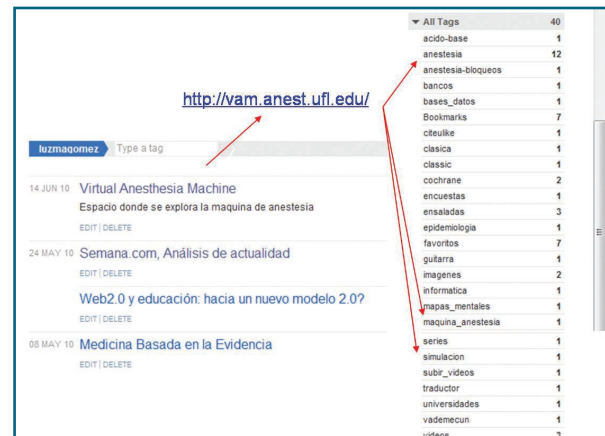 http://vam.anest.ufl.edu/
luzmagomez Type a tag
14 JUN 10 Virtual Anesthesia Machine
Espacio donde se explora la maquina de anestesia
EDIT | DELETE
24 MAY 10 Semana.com, Análisis de actualidad
EDIT | DELETE
Web2.0 y educación: hacia un nuevo modelo 2.0?
EDIT | DELETE
08 MAY 10 Medicina Basada en la Evidencia
EDIT | DELETE
All Tags 40
acido-base 1
anestesia 12
anestesia-bloqueos 1
bancos 1
bases_datos 1
Bookmarks 7
citeulike 1
clasica 1
classic 1
cochrane 2
encuestas 1
ensaladas 3
epidemiologia 1
favoritos 7
guitarra 1
imagenes 2
informatica 1
mapas_mentales 1
maquina_anestesia 1
series 1
simulacion 1
subir_videos 1
traductor 1
universidades 1
vademecun 1
videos 3